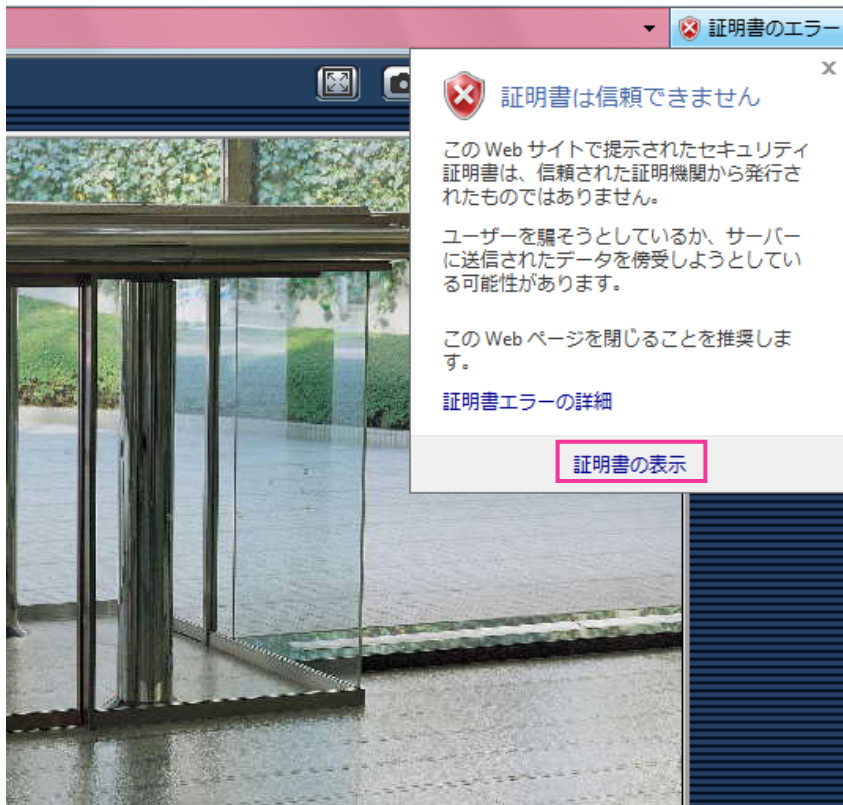 証明書のエラー
証明書は信頼できません
この Web サイトで提示されたセキュリティ
証明書は、信頼された証明機関から発行さ
れたものではありません。
ユーザーを騙そうとしているか、サーバー
に送信されたデータを傍受しようとしてい
る可能性があります。
この Web ページを閉じることを推奨しま
す。
証明書エラーの詳細
証明書の表示